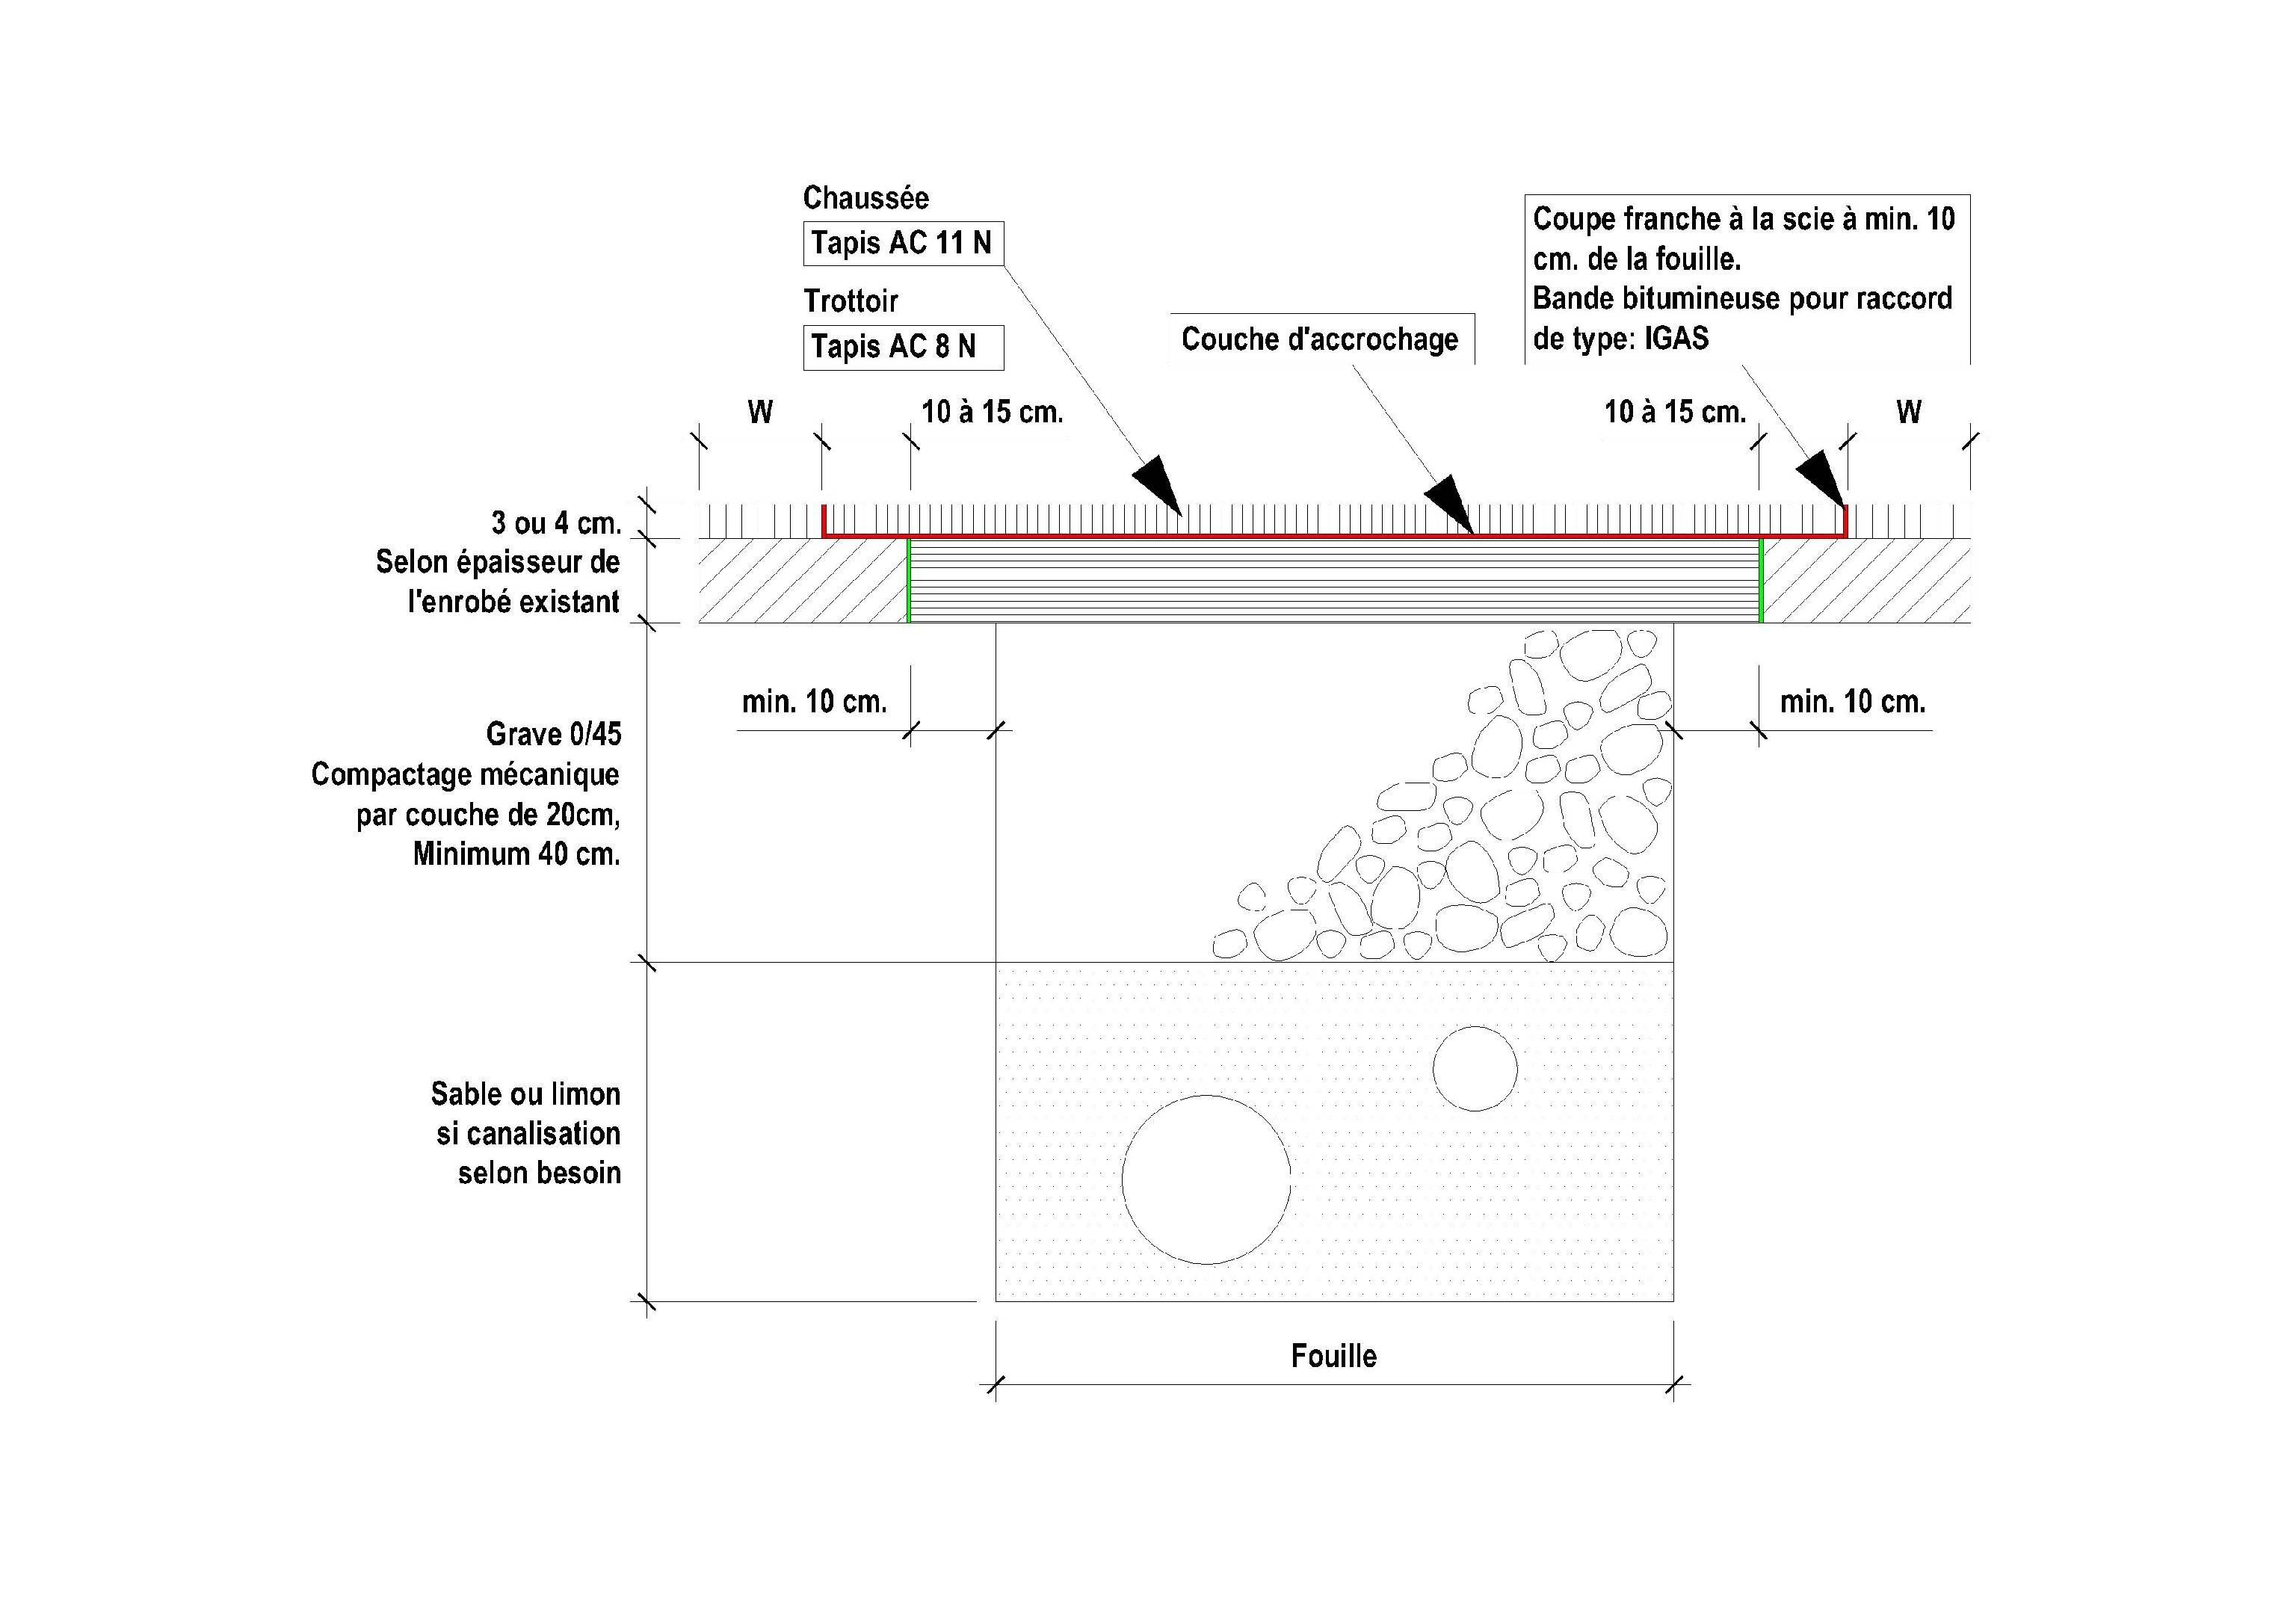 Chaussée
Tapis AC 11 N
Trottoir
Tapis AC 8 N
Couche d'accrochage
Coupe franche à la scie à min. 10
cm. de la fouille.
Bande bitumineuse pour raccord
de type: IGAS
W
10 à 15 cm.
10 à 15 cm.
W
3 ou 4 cm.
Selon épaisseur de
l'enrobé existant
min. 10 cm.
min. 10 cm.
Grave 0/45
Compactage mécanique
par couche de 20cm,
Minimum 40 cm.
Sable ou limon
si canalisation
selon besoin
Fouille